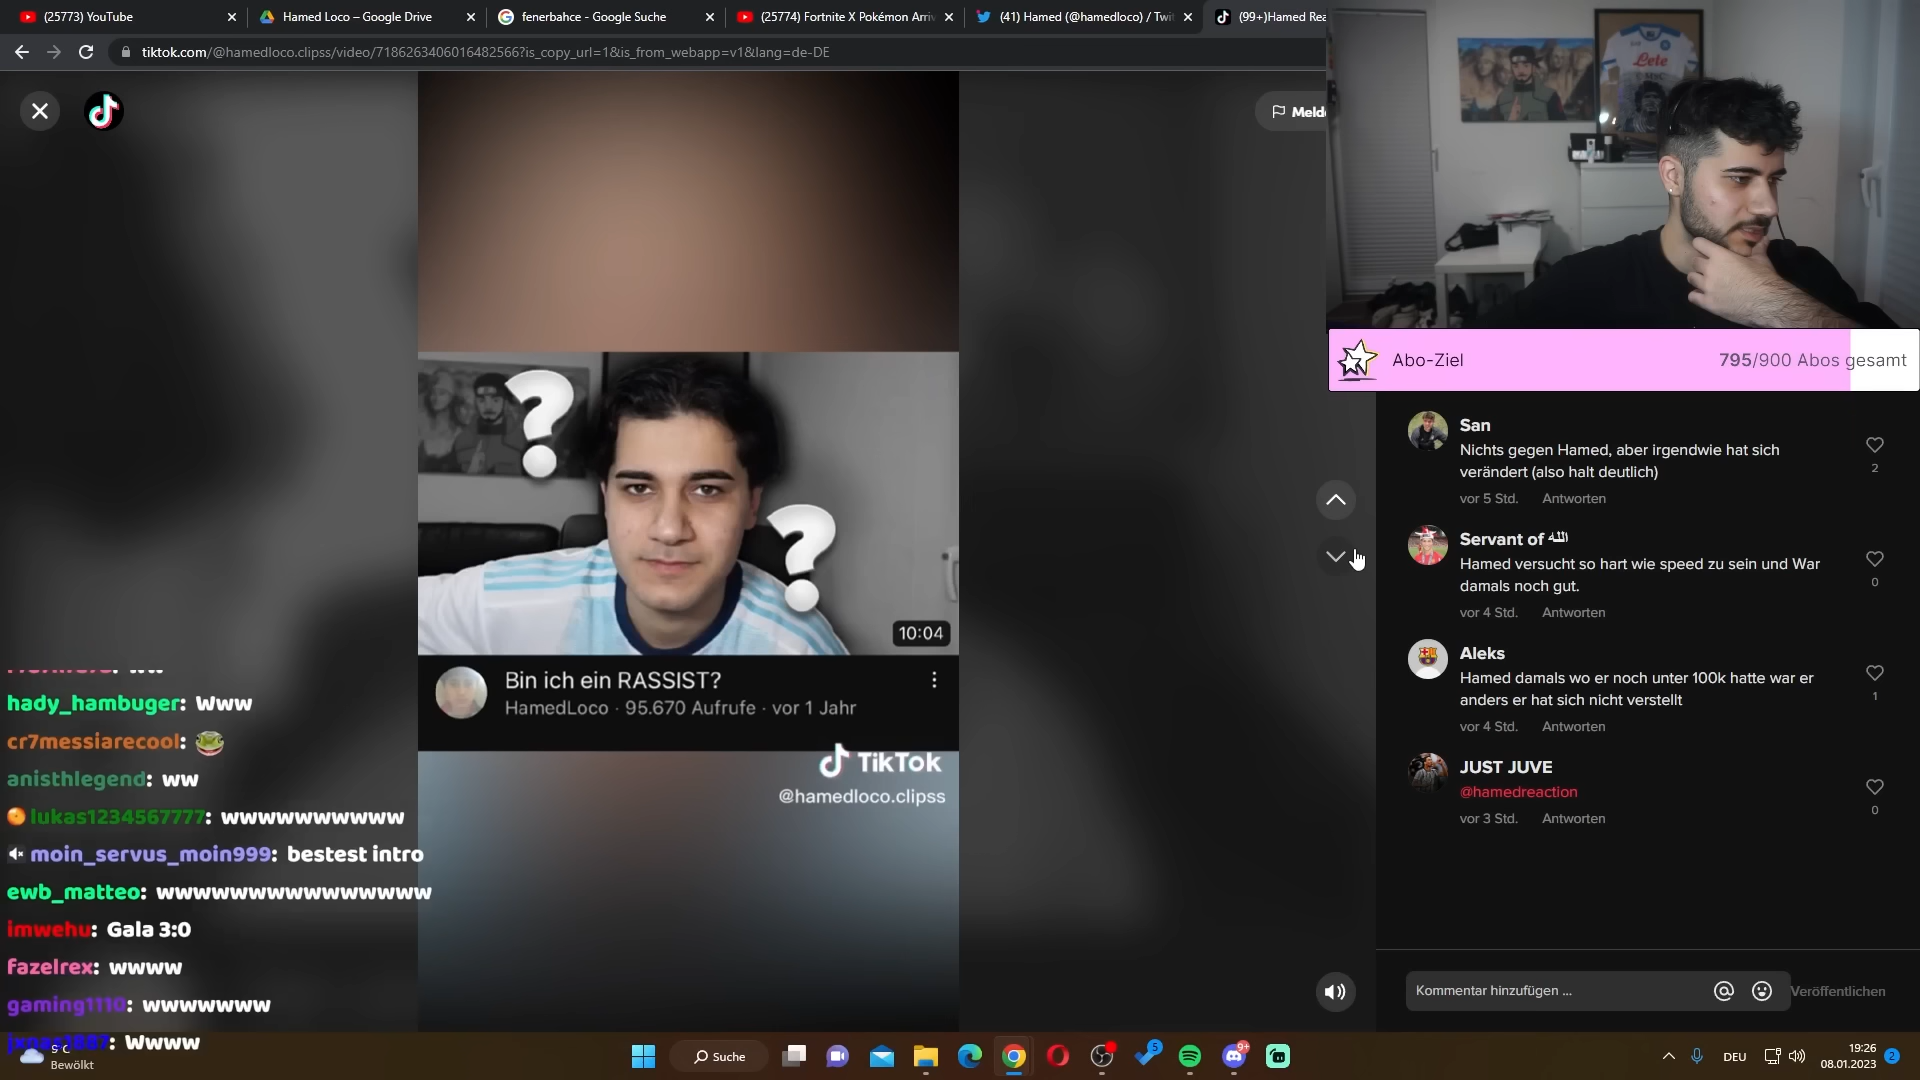 (25773) YouTube
Hamed Loco – Google Drive
fenerbahce - Google Suche
(25774) Fortnite X Pokémon Arriv
(41) Hamed (@hamedloco) / Twit
(99+)Hamed Rea
tiktok.com/@hamedloco.clipss/video/7186263406016482566?is_copy_url=1&is_from_webapp=v1&lang=de-DE
Melde
Lete
Abo-Ziel
795/900 Abos gesamt
10:04
Bin ich ein RASSIST?
HamedLoco · 95.670 Aufrufe · vor 1 Jahr
TikTok
@hamedloco.clipss
San
Nichts gegen Hamed, aber irgendwie hat sich
verändert (also halt deutlich)
2
vor 5 Std. Antworten
Servant of الله
Hamed versucht so hart wie speed zu sein und War
damals noch gut.
0
vor 4 Std. Antworten
Aleks
Hamed damals wo er noch unter 100k hatte war er
anders er hat sich nicht verstellt
1
vor 4 Std. Antworten
JUST JUVE
@hamedreaction
0
vor 3 Std. Antworten
Kommentar hinzufügen ...
Veröffentlichen
hady_hambuger: Www
cr7messiarecool: 🐸
anisthlegend: ww
lukas1234567777: wwwwwwwwww
moin_servus_moin999: bestest intro
ewb_matteo: wwwwwwwwwwwwwww
imwehu: Gala 3:0
fazelrex: wwww
gaming1110: wwwwwww
: Wwww
9°C
Bewölkt
Suche
5
9+
DEU
19:26
08.01.2023
2